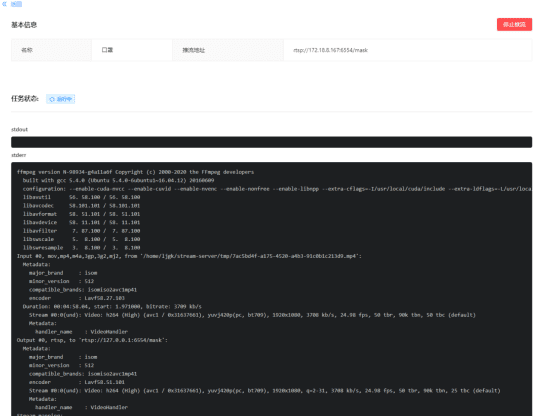 « 返回
基本信息
停止推流
名称 口罩 推流地址 rtsp://172.18.8.167:6554/mask
任务状态: 运行中
stdout
stderr
ffmpeg version N-98934-g4a11a6f Copyright (c) 2000-2020 the FFmpeg developers
built with gcc 5.4.0 (Ubuntu 5.4.0-6ubuntu1~16.04.12) 20160609
configuration: --enable-cuda-nvcc --enable-cuvid --enable-nvenc --enable-nonfree --enable-libnpp --extra-cflags=-I/usr/local/cuda/include --extra-ldflags=-L/usr/loca
libavutil 56. 58.100 / 56. 58.100
libavcodec 58.101.101 / 58.101.101
libavformat 58. 51.101 / 58. 51.101
libavdevice 58. 11.101 / 58. 11.101
libavfilter 7. 87.100 / 7. 87.100
libswscale 5. 8.100 / 5. 8.100
libswresample 3. 8.100 / 3. 8.100
Input #0, mov,mp4,m4a,3gp,3g2,mj2, from '/home/ljgk/stream-server/tmp/7ac5bd4f-a175-4520-a4b3-91c0b1c213d9.mp4':
Metadata:
major_brand : isom
minor_version : 512
compatible_brands: isomiso2avc1mp41
encoder : Lavf58.27.103
Duration: 00:04:58.04, start: 1.971000, bitrate: 3709 kb/s
Stream #0:0(und): Video: h264 (High) (avc1 / 0x31637661), yuvj420p(pc, bt709), 1920x1080, 3708 kb/s, 24.98 fps, 50 tbr, 90k tbn, 50 tbc (default)
Metadata:
handler_name : VideoHandler
Output #0, rtsp, to 'rtsp://127.0.0.1:6554/mask':
Metadata:
major_brand : isom
minor_version : 512
compatible_brands: isomiso2avc1mp41
encoder : Lavf58.51.101
Stream #0:0(und): Video: h264 (High) (avc1 / 0x31637661), yuvj420p(pc, bt709), 1920x1080, q=2-31, 3708 kb/s, 24.98 fps, 50 tbr, 90k tbn, 25 tbc (default)
Metadata:
handler_name : VideoHandler
Stream mapping: